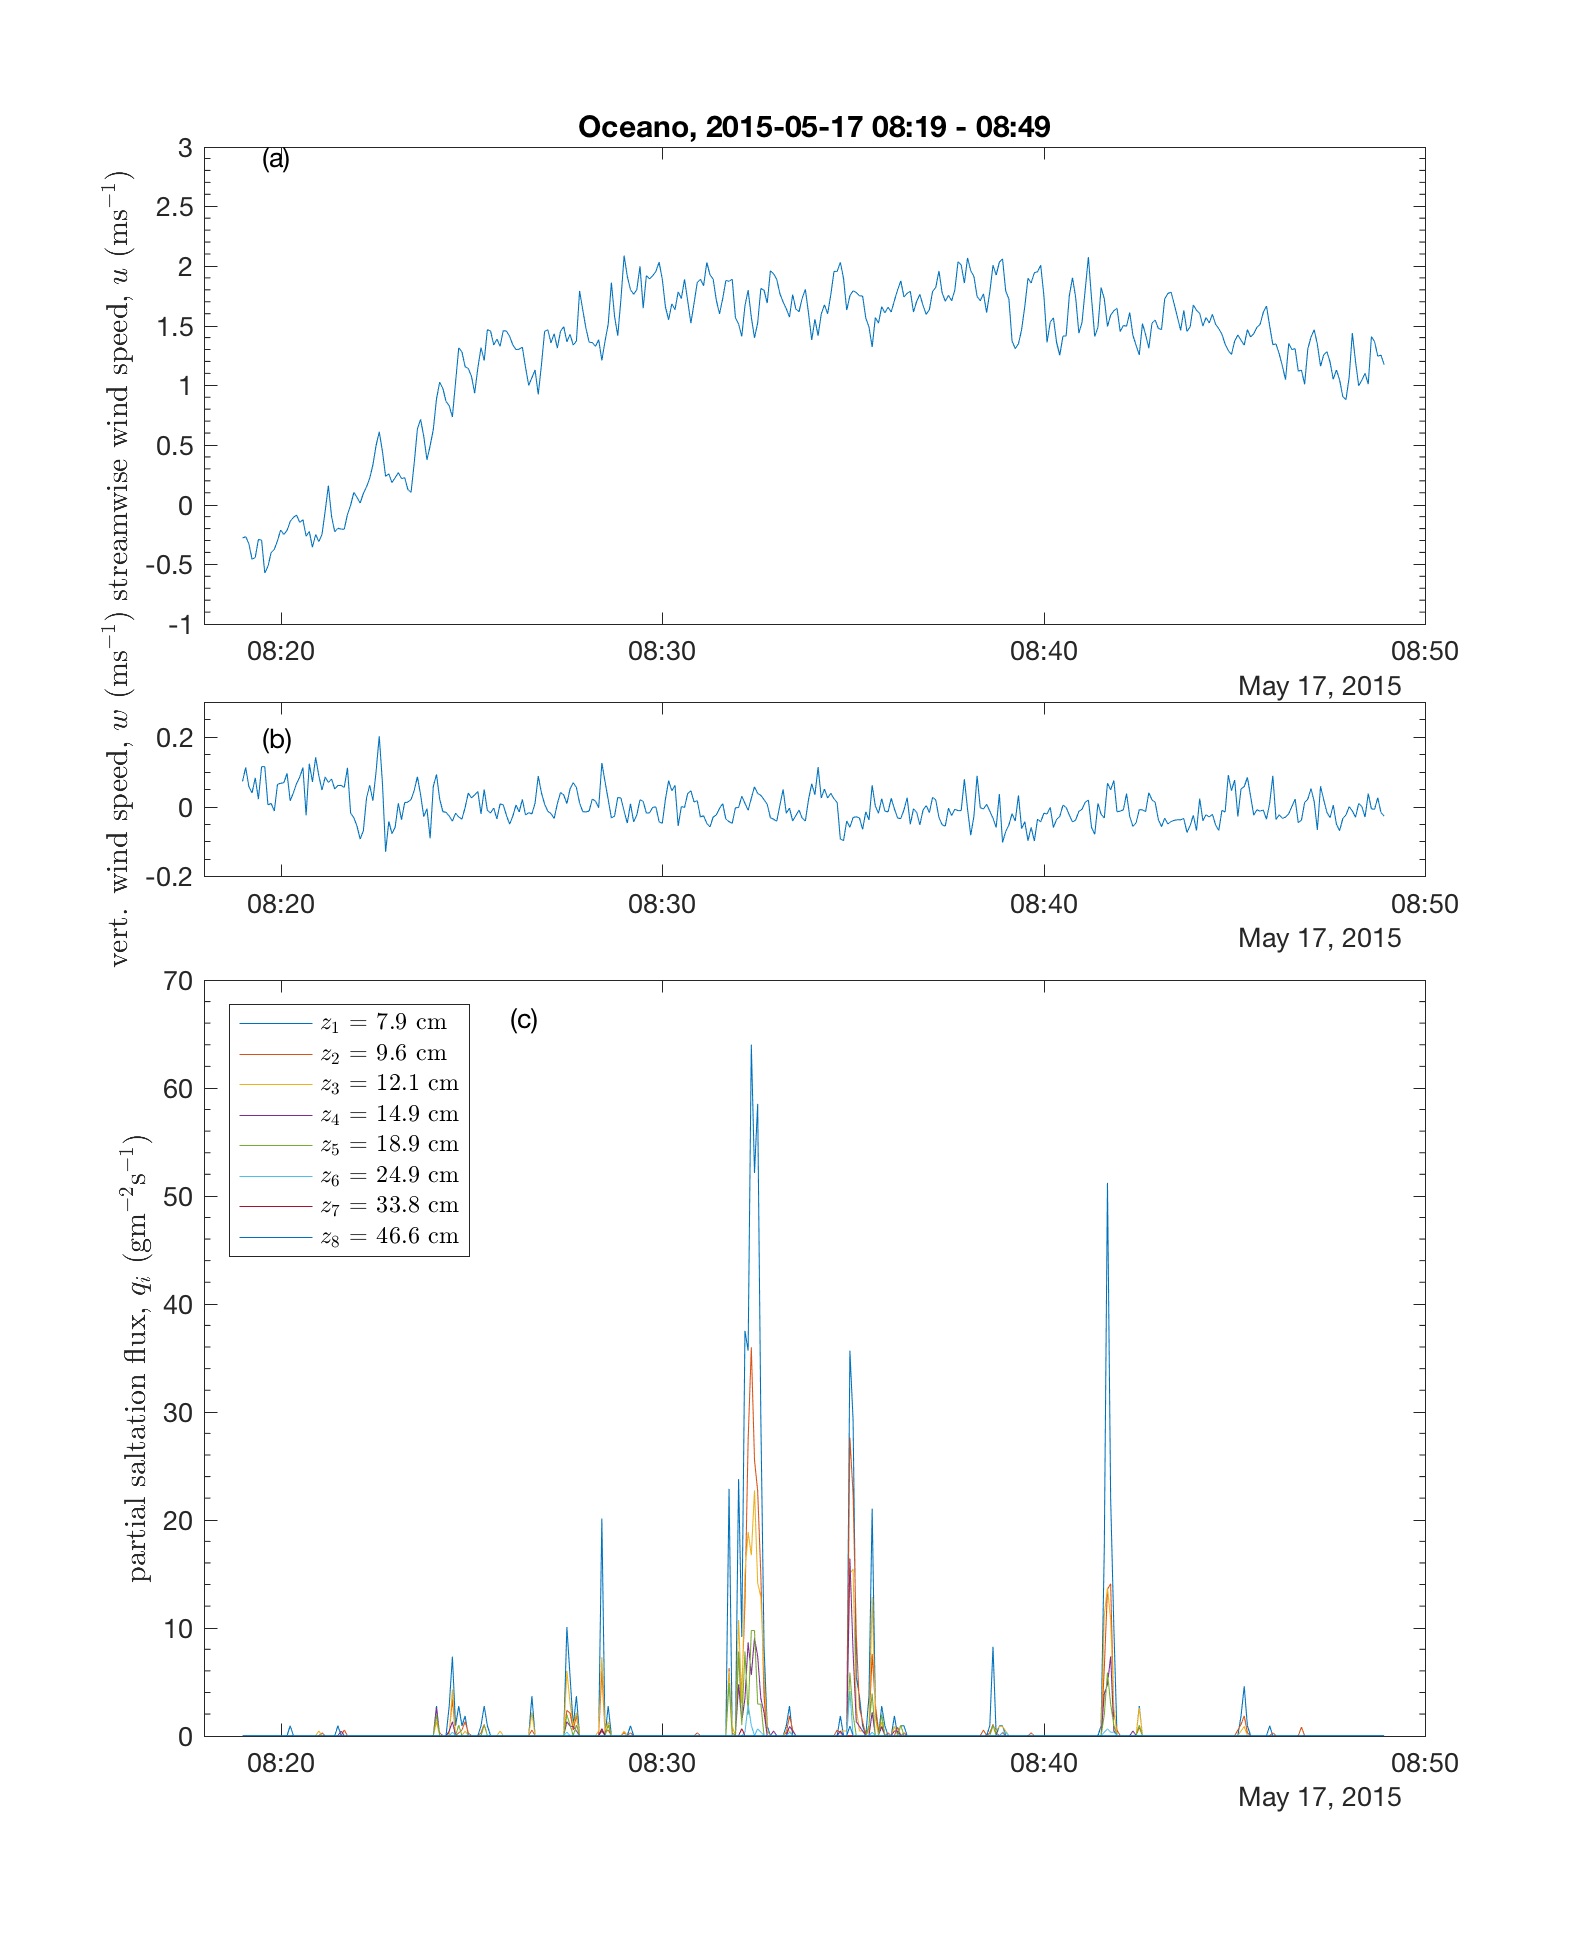 Oceano, 2015-05-17 08:19 - 08:49
(a)
streamwise wind speed, u (ms⁻¹)
3
2.5
2
1.5
1
0.5
0
-0.5
-1
08:20 08:30 08:40 08:50
May 17, 2015
(b)
vert. wind speed, w (ms⁻¹)
0.2
0
-0.2
08:20 08:30 08:40 08:50
May 17, 2015
(c)
partial saltation flux, qᵢ (gm⁻²s⁻¹)
70
60
50
40
30
20
10
0
z₁ = 7.9 cm
z₂ = 9.6 cm
z₃ = 12.1 cm
z₄ = 14.9 cm
z₅ = 18.9 cm
z₆ = 24.9 cm
z₇ = 33.8 cm
z₈ = 46.6 cm
08:20 08:30 08:40 08:50
May 17, 2015